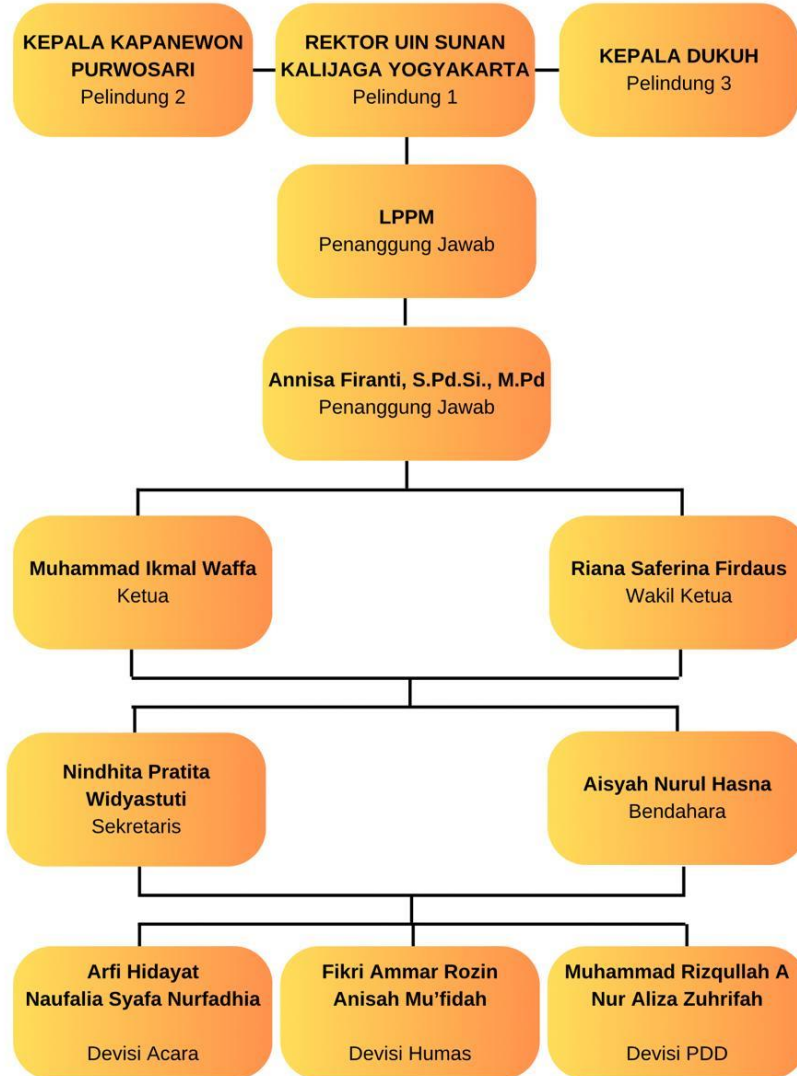 KEPALA KAPANEWON
PURWOSARI
Pelindung 2
REKTOR UIN SUNAN
KALIJAGA YOGYAKARTA
Pelindung 1
KEPALA DUKUH
Pelindung 3
LPPM
Penanggung Jawab
Annisa Firanti, S.Pd.Si., M.Pd
Penanggung Jawab
Muhammad Ikmal Waffa
Ketua
Riana Saferina Firdaus
Wakil Ketua
Nindhita Pratita
Widyastuti
Sekretaris
Aisyah Nurul Hasna
Bendahara
Arfi Hidayat
Naufalia Syafa Nurfadhia
Devisi Acara
Fikri Ammar Rozin
Anisah Mu’fidah
Devisi Humas
Muhammad Rizqullah A
Nur Aliza Zuhrifah
Devisi PDD